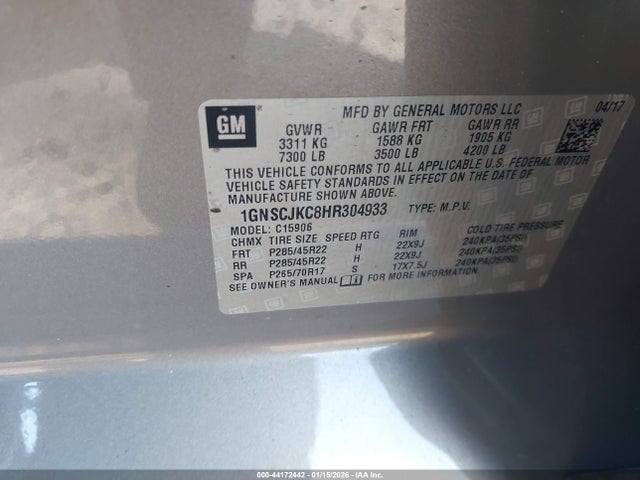 GM
MFD BY GENERAL MOTORS LLC 04/17
GVWR GAWR FRT GAWR RR
3311 KG 1588 KG 1905 KG
7300 LB 3500 LB 4200 LB
THIS VEHICLE CONFORMS TO ALL APPLICABLE U.S. FEDERAL MOTOR
VEHICLE SAFETY STANDARDS IN EFFECT ON THE DATE OF
MANUFACTURE SHOWN ABOVE.
1GNSCJKC8HR304933 TYPE: M.P.V.
MODEL: C15906
CHMX TIRE SIZE SPEED RTG RIM COLD TIRE PRESSURE
FRT P285/45R22 H 22X9J 240KPA(35PSI)
RR P285/45R22 H 22X9J 240KPA(35PSI)
SPA P265/70R17 S 17X7.5J 240KPA(35PSI)
SEE OWNER'S MANUAL FOR MORE INFORMATION.
000-44172442 - 01/15/2026 - IAAI.COM